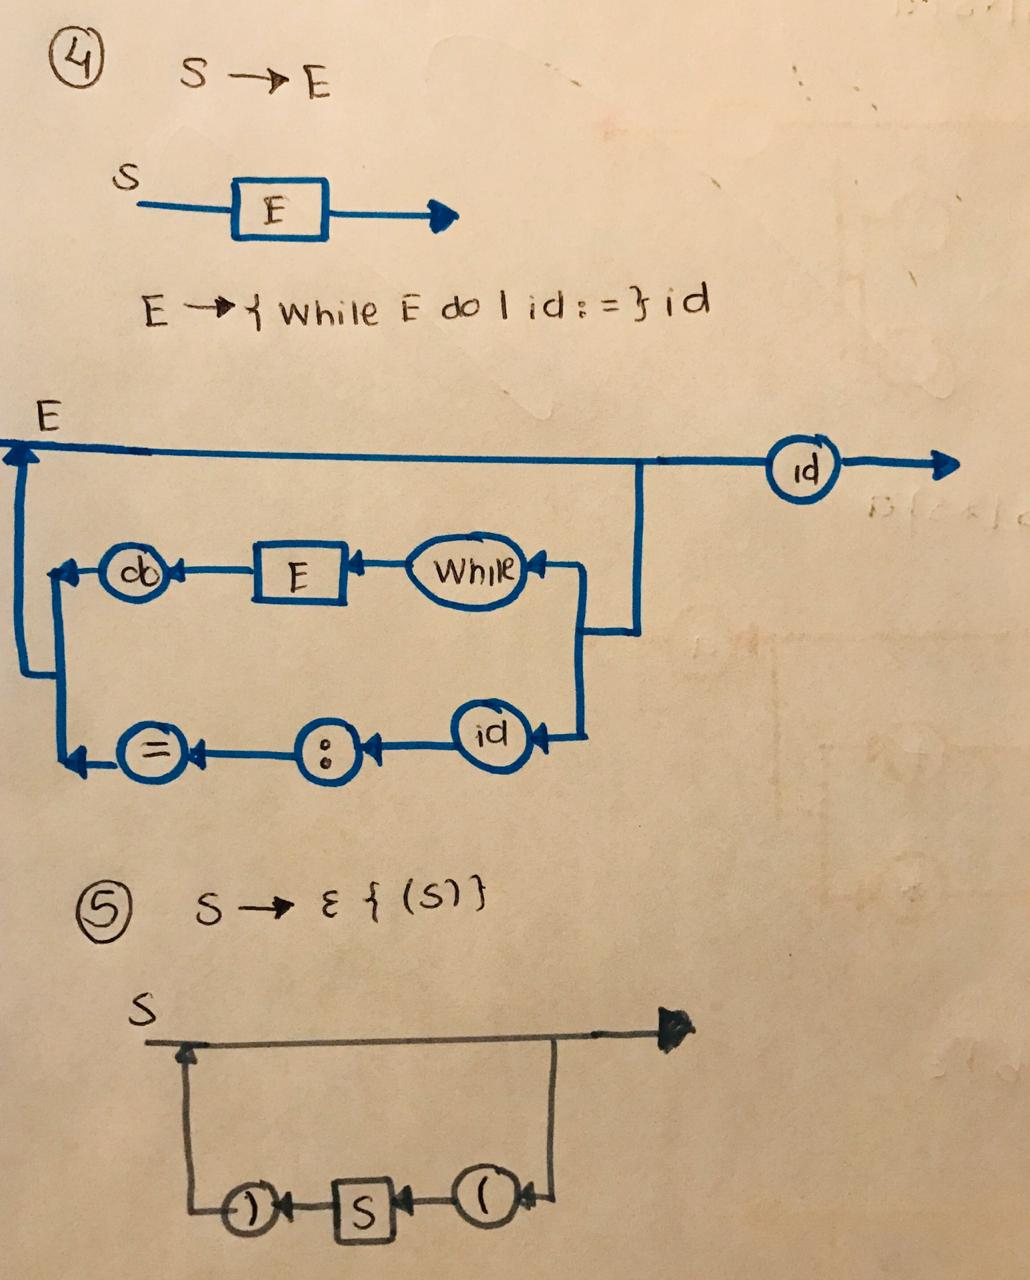 ④ S → E
S
E
E → { While E do | id := } id
E
id
do E While
= : id
⑤ S → ε { (S) }
S
) S (